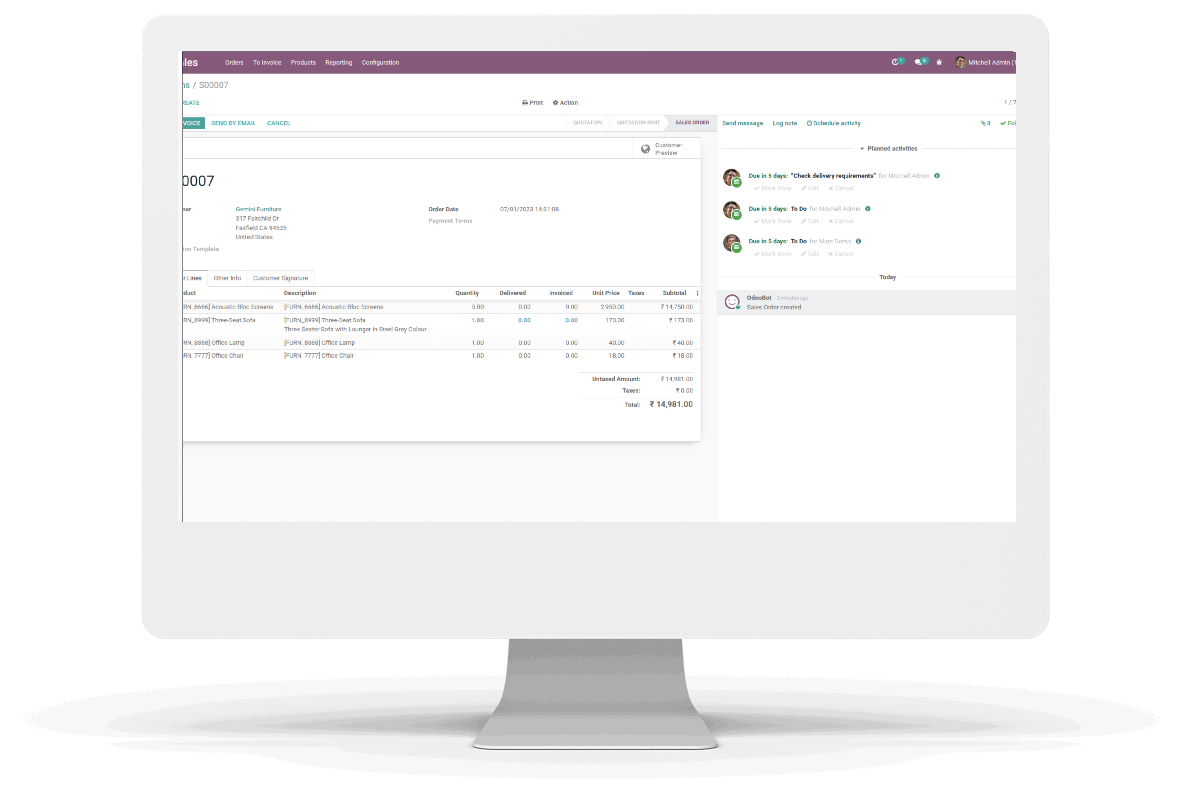 les Orders To Invoice Products Reporting Configuration Mitchell Admin (
ns / S00007
REATE Print Action 1 / 7
VOICE SEND BY EMAIL CANCEL QUOTATION QUOTATION SENT SALES ORDER Send message Log note Schedule activity 0 Fol
Customer
Preview
Planned activities
0007
Due in 5 days: "Check delivery requirements" for Mitchell Admin
Mark Done Edit Cancel
mer Gemini Furniture Order Date 07/01/2023 14:31:08
317 Fairchild Dr Payment Terms
Fairfield CA 94535
United States
ion Template
Due in 5 days: To Do for Mitchell Admin
Mark Done Edit Cancel
Due in 5 days: To Do for Marc Demo
Mark Done Edit Cancel
r Lines Other Info Customer Signature
Today
duct Description Quantity Delivered Invoiced Unit Price Taxes Subtotal
RN_6666] Acoustic Bloc Screens [FURN_6666] Acoustic Bloc Screens 5.00 0.00 0.00 2,950.00 ₹ 14,750.00
RN_8999] Three-Seat Sofa [FURN_8999] Three-Seat Sofa 1.00 0.00 0.00 173.00 ₹ 173.00
Three Seater Sofa with Lounger in Steel Grey Colour
RN_8888] Office Lamp [FURN_8888] Office Lamp 1.00 0.00 0.00 40.00 ₹ 40.00
RN_7777] Office Chair [FURN_7777] Office Chair 1.00 0.00 0.00 18.00 ₹ 18.00
OdooBot - 3 minutes ago
Sales Order created
Untaxed Amount: ₹ 14,981.00
Taxes: ₹ 0.00
Total: ₹ 14,981.00